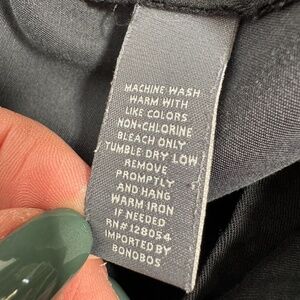 MACHINE WASH
WARM WITH
LIKE COLORS
NON-CHLORINE
BLEACH ONLY
TUMBLE DRY LOW
REMOVE
PROMPTLY
AND HANG
WARM IRON
IF NEEDED
RN#128054
IMPORTED BY
BONOBOS